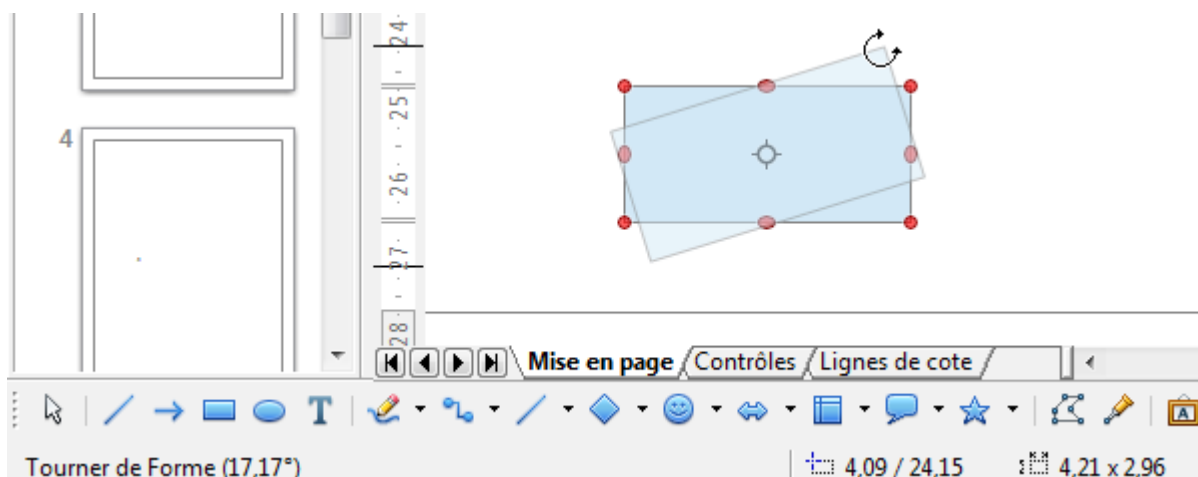 4
24
25
26
27
28
Mise en page Contrôles Lignes de cote
T
A
Tourner de Forme (17,17°) 4,09 / 24,15 4,21 x 2,96